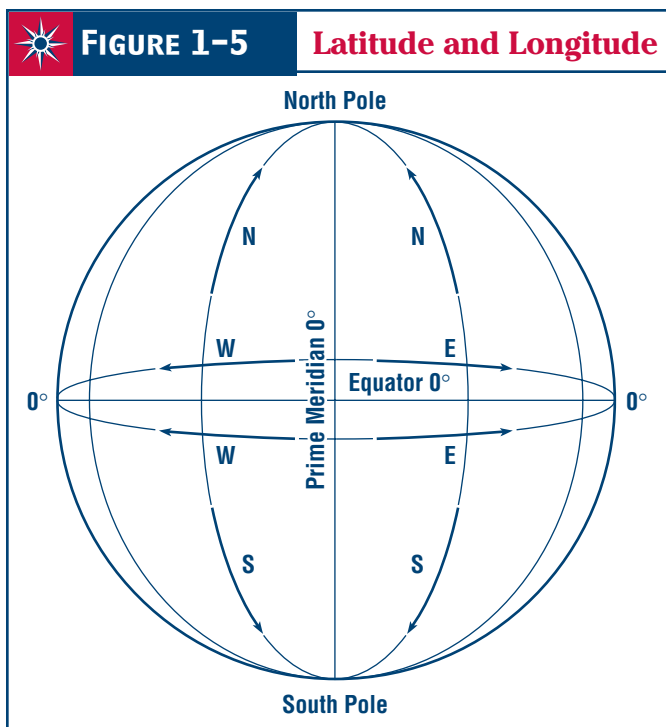 FIGURE 1–5
Latitude and Longitude
North Pole
N
N
Prime Meridian 0°
W
E
Equator 0°
0°
0°
W
E
S
S
South Pole